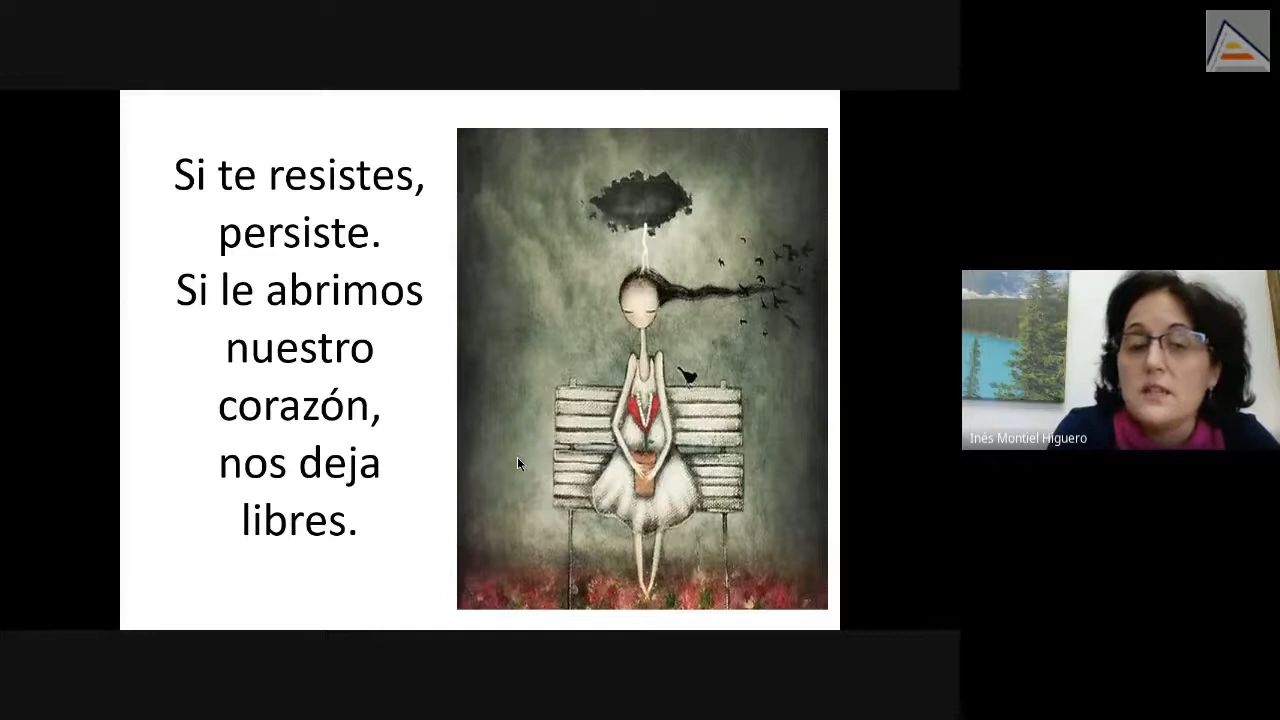 Si te resistes,
persiste.
Si le abrimos
nuestro
corazón,
nos deja
libres.
Inés Montiel Higuero